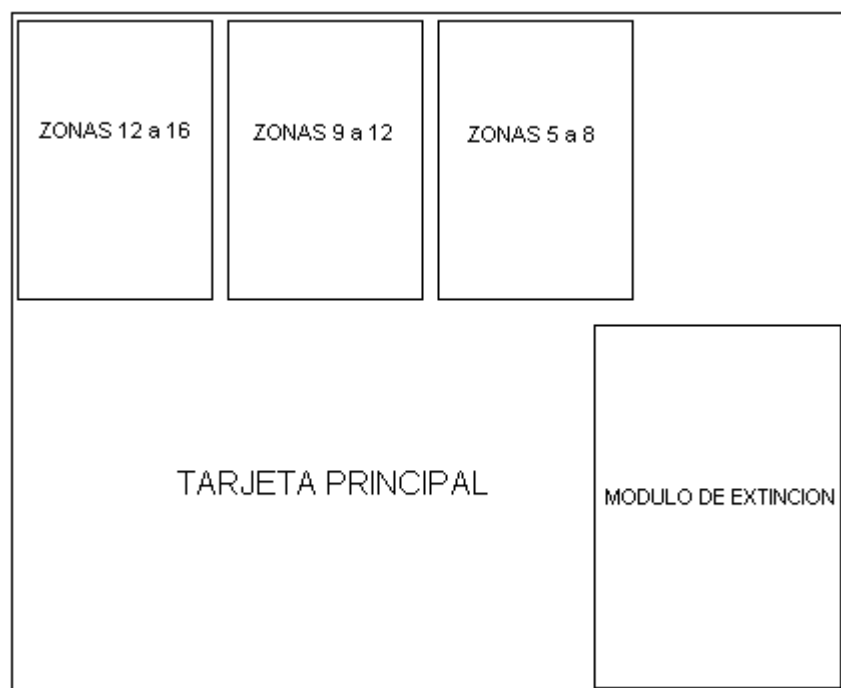 ZONAS 12 a 16
ZONAS 9 a 12
ZONAS 5 a 8
TARJETA PRINCIPAL
MODULO DE EXTINCION